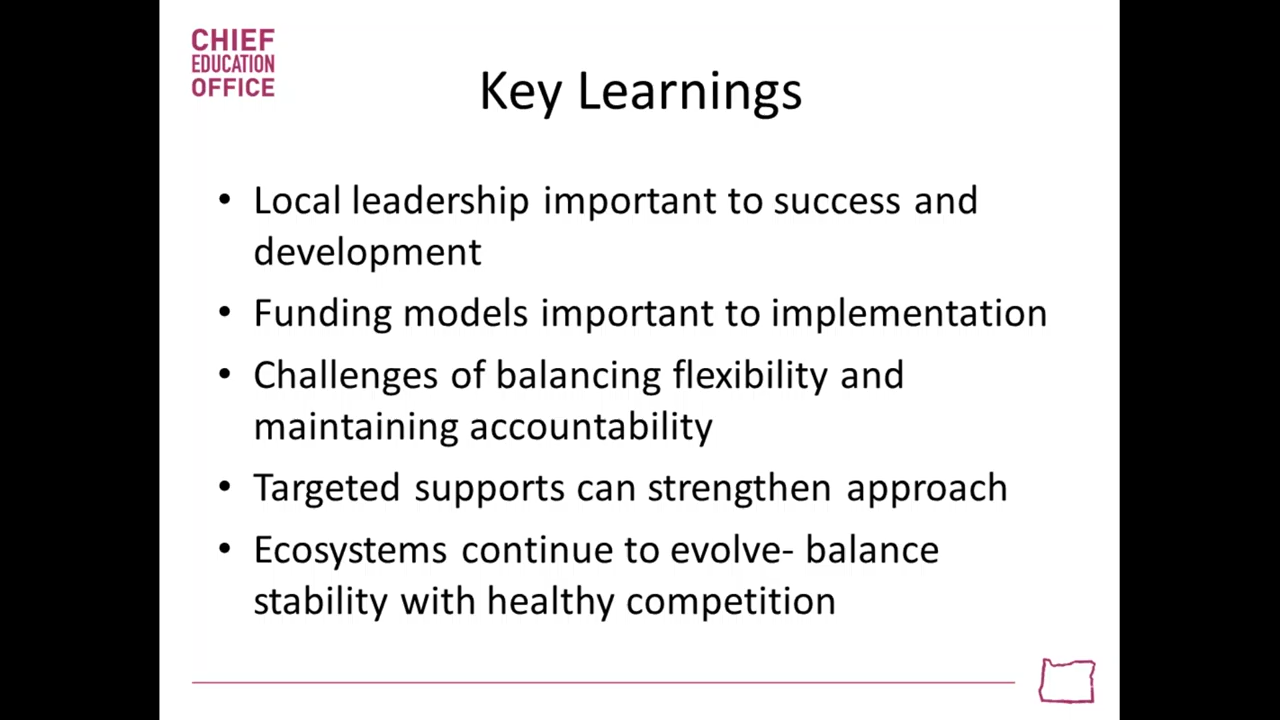 CHIEF
EDUCATION
OFFICE
Key Learnings
• Local leadership important to success and
development
• Funding models important to implementation
• Challenges of balancing flexibility and
maintaining accountability
• Targeted supports can strengthen approach
• Ecosystems continue to evolve- balance
stability with healthy competition